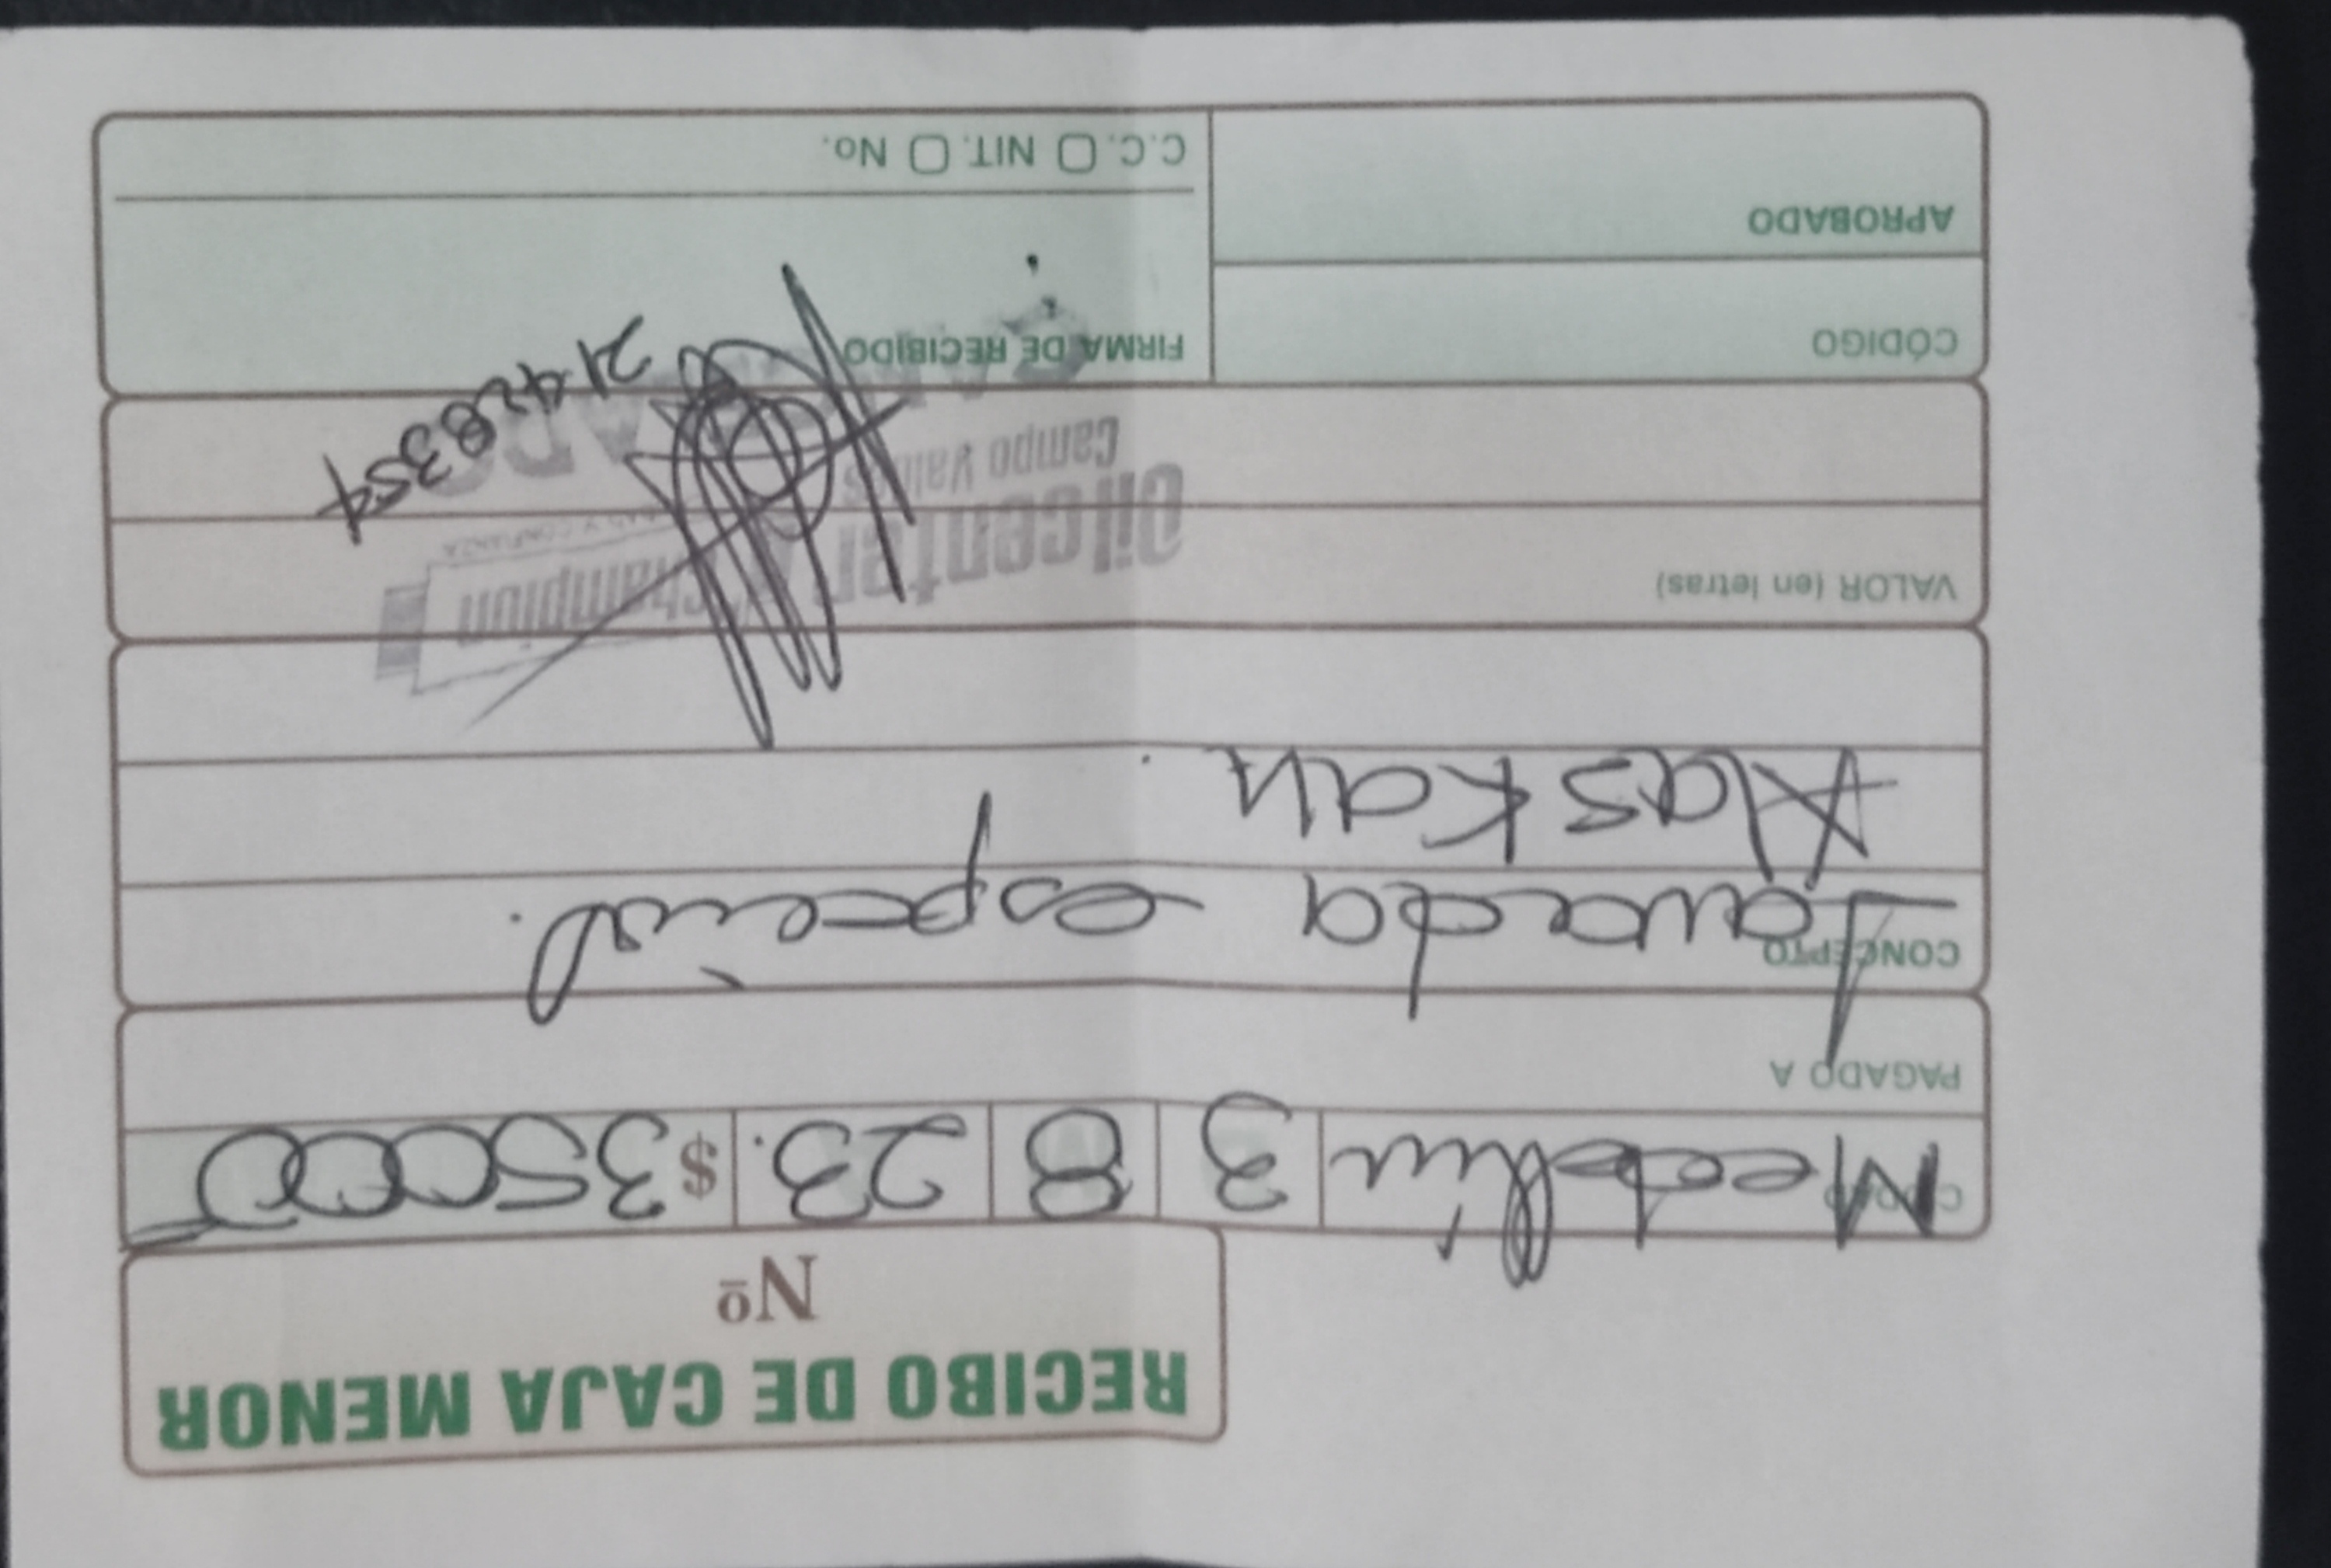 RECIBO DE CAJA MENOR
Nº
Medellín 3 8 23. $ 35000
PAGADO A
CONCEPTO
Lavada especial.
Alaskan.
VALOR (en letras)
oilcenter champion
Campo Valdés
CÓDIGO
FIRMA DE RECIBIDO
21428354
APROBADO
C.C. NIT. No.